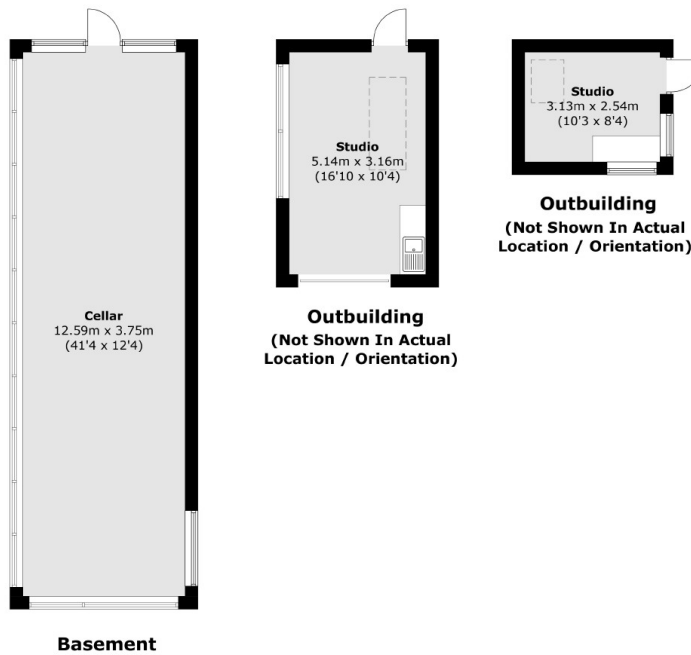 Cellar
12.59m x 3.75m
(41'4 x 12'4)
Basement
Studio
5.14m x 3.16m
(16'10 x 10'4)
Outbuilding
(Not Shown In Actual
Location / Orientation)
Studio
3.13m x 2.54m
(10'3 x 8'4)
Outbuilding
(Not Shown In Actual
Location / Orientation)